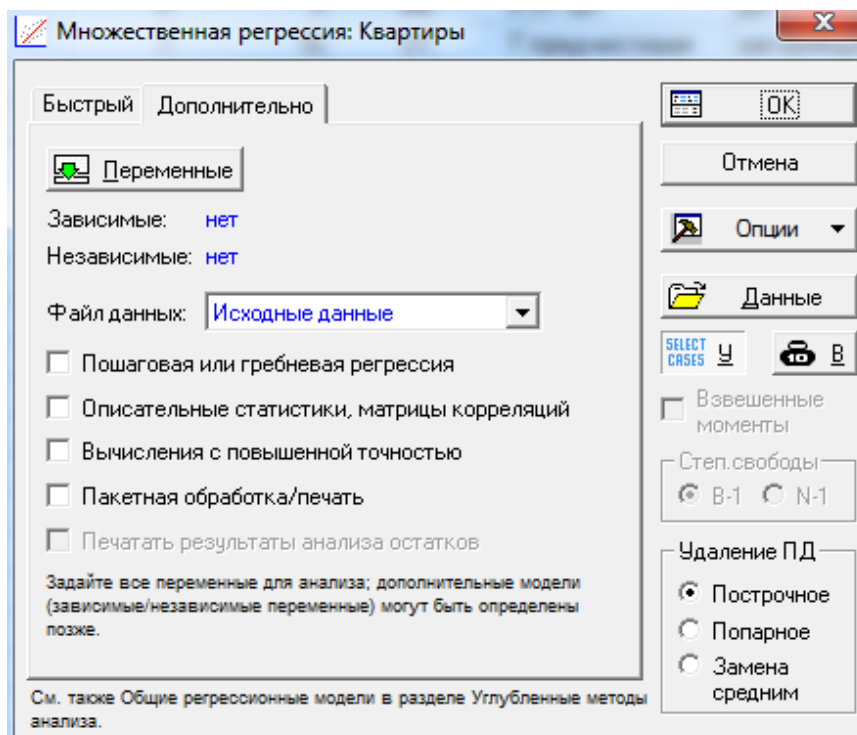 Множественная регрессия: Квартиры
Быстрый
Дополнительно
Переменные
Зависимые: нет
Независимые: нет
Файл данных: Исходные данные
Пошаговая или гребневая регрессия
Описательные статистики, матрицы корреляций
Вычисления с повышенной точностью
Пакетная обработка/печать
Печатать результаты анализа остатков
Задайте все переменные для анализа; дополнительные модели
(зависимые/независимые переменные) могут быть определены
позже.
См. также Общие регрессионные модели в разделе Углубленные методы
анализа.
OK
Отмена
Опции
Данные
SELECT
CASES
У
В
Взвешенные
моменты
Степ.свободы
В-1
N-1
Удаление ПД
Построчное
Попарное
Замена
средним